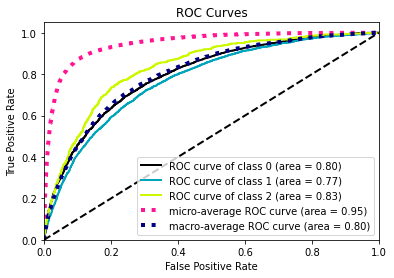 ROC Curves
True Positive Rate
1.0
0.8
0.6
0.4
0.2
0.0
ROC curve of class 0 (area = 0.80)
ROC curve of class 1 (area = 0.77)
ROC curve of class 2 (area = 0.83)
micro-average ROC curve (area = 0.95)
macro-average ROC curve (area = 0.80)
0.0 0.2 0.4 0.6 0.8 1.0
False Positive Rate